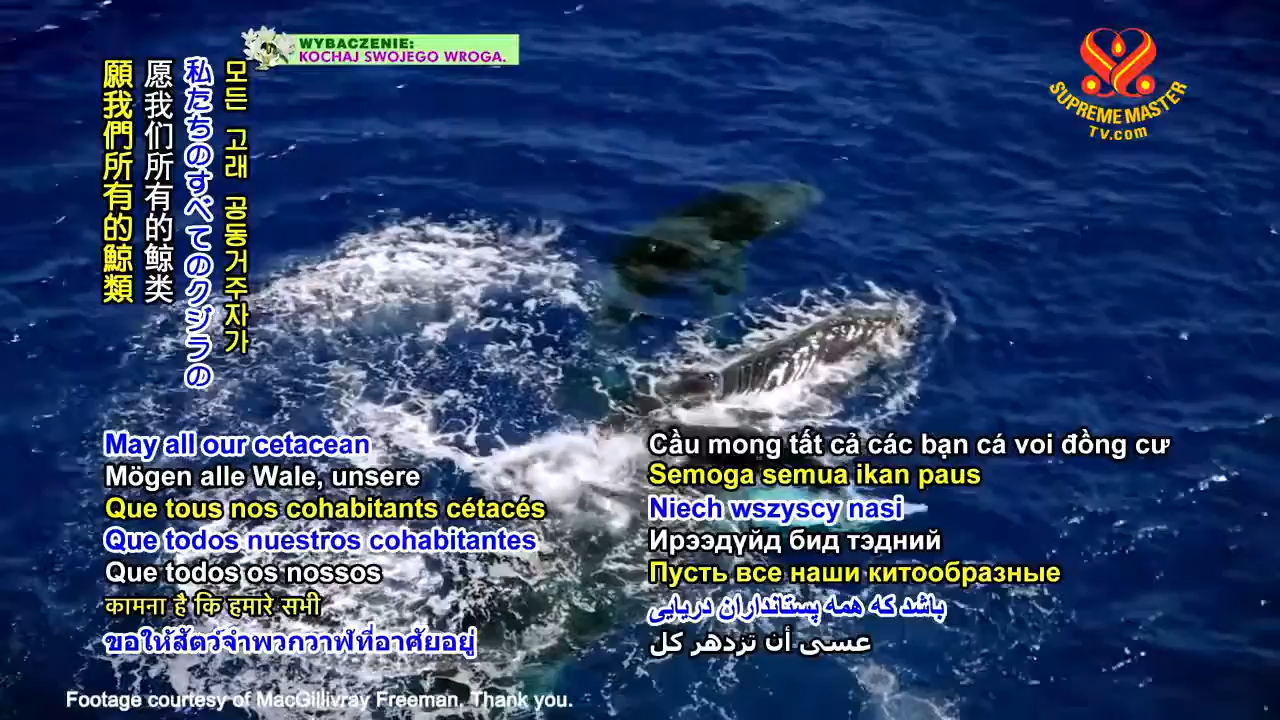 WYBACZENIE:
KOCHAJ SWOJEGO WROGA.
SUPREME MASTER
TV.com
모든 고래 공동거주자가
私たちのすべてのクジラの
愿我们所有的鲸类
願我們所有的鯨類
May all our cetacean
Mögen alle Wale, unsere
Que tous nos cohabitants cétacés
Que todos nuestros cohabitantes
Que todos os nossos
कामना है कि हमारे सभी
ขอให้สัตว์จำพวกวาฬที่อาศัยอยู่
Cầu mong tất cả các bạn cá voi đồng cư
Semoga semua ikan paus
Niech wszyscy nasi
Ирээдүйд бид тэдний
Пусть все наши китообразные
باشد که همه پستانداران دریایی
عسى أن تزدهر كل
Footage courtesy of MacGillivray Freeman. Thank you.